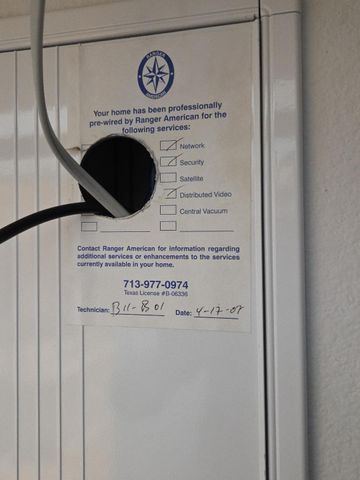 RANGER
AMERICAN
Your home has been professionally
pre-wired by Ranger American for the
following services:
Network
Security
Satellite
Distributed Video
Central Vacuum
Contact Ranger American for information regarding
additional services or enhancements to the services
currently available in your home.
713-977-0974
Texas License #B-06336
Technician: B11-B01 Date: 4-17-07